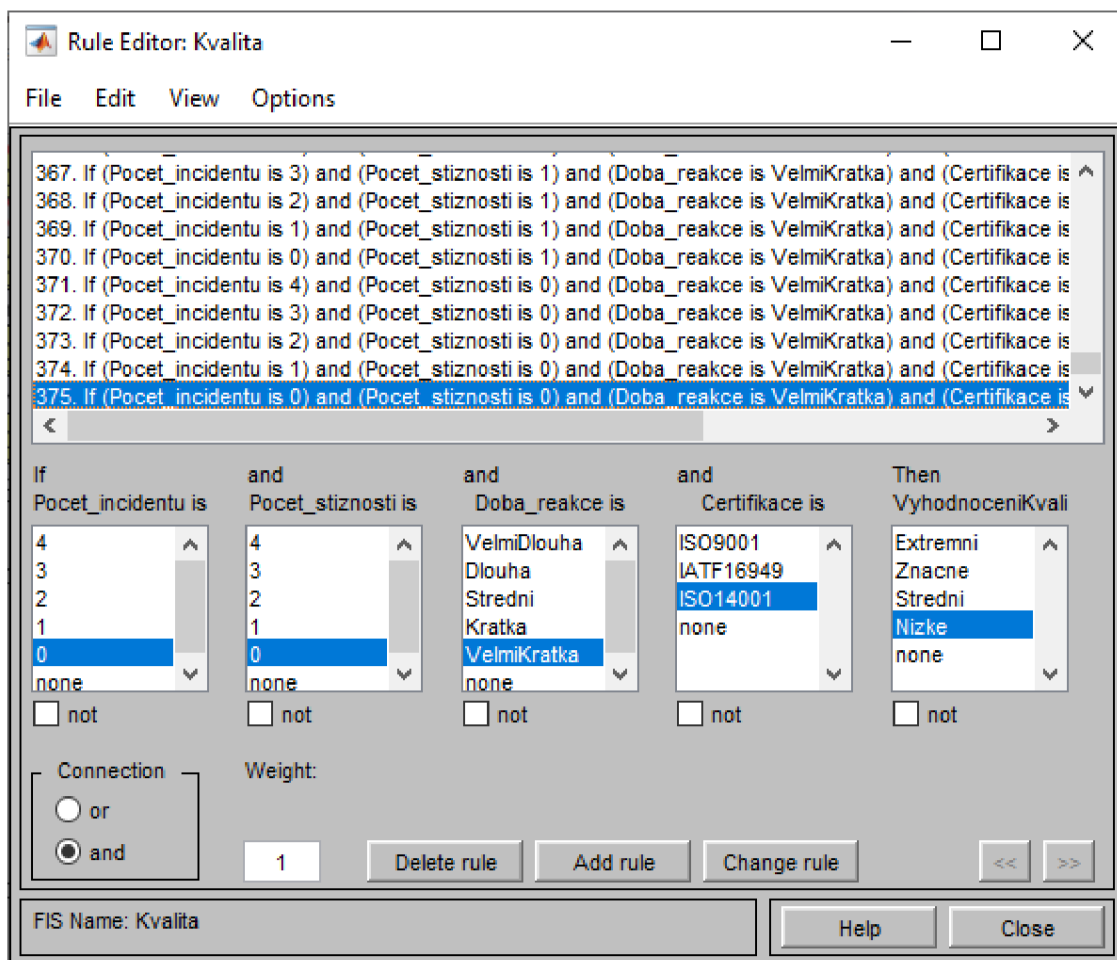 Rule Editor: Kvalita
File Edit View Options
367. If (Pocet_incidentu is 3) and (Pocet_stiznosti is 1) and (Doba_reakce is VelmiKratka) and (Certifikace is
368. If (Pocet_incidentu is 2) and (Pocet_stiznosti is 1) and (Doba_reakce is VelmiKratka) and (Certifikace is
369. If (Pocet_incidentu is 1) and (Pocet_stiznosti is 1) and (Doba_reakce is VelmiKratka) and (Certifikace is
370. If (Pocet_incidentu is 0) and (Pocet_stiznosti is 1) and (Doba_reakce is VelmiKratka) and (Certifikace is
371. If (Pocet_incidentu is 4) and (Pocet_stiznosti is 0) and (Doba_reakce is VelmiKratka) and (Certifikace is
372. If (Pocet_incidentu is 3) and (Pocet_stiznosti is 0) and (Doba_reakce is VelmiKratka) and (Certifikace is
373. If (Pocet_incidentu is 2) and (Pocet_stiznosti is 0) and (Doba_reakce is VelmiKratka) and (Certifikace is
374. If (Pocet_incidentu is 1) and (Pocet_stiznosti is 0) and (Doba_reakce is VelmiKratka) and (Certifikace is
375. If (Pocet_incidentu is 0) and (Pocet_stiznosti is 0) and (Doba_reakce is VelmiKratka) and (Certifikace is
If and and and Then
Pocet_incidentu is Pocet_stiznosti is Doba_reakce is Certifikace is VyhodnoceniKvali
4 4 VelmiDlouha ISO9001 Extremni
3 3 Dlouha IATF16949 Znacne
2 2 Stredni ISO14001 Stredni
1 1 Kratka none Nizke
0 0 VelmiKratka none
none none none
not not not not not
Connection Weight:
or
and 1 Delete rule Add rule Change rule << >>
FIS Name: Kvalita Help Close